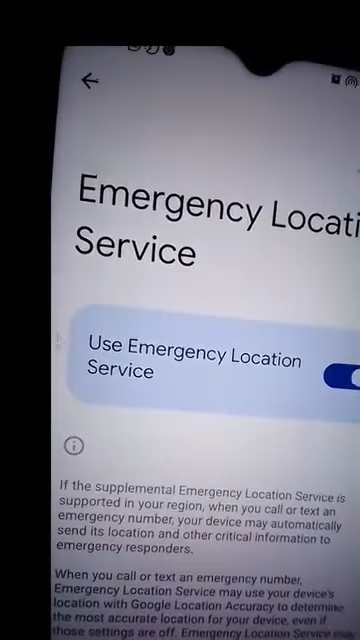 Emergency Locati
Service
Use Emergency Location
Service
If the supplemental Emergency Location Service is
supported in your region, when you call or text an
emergency number, your device may automatically
send its location and other critical information to
emergency responders.
When you call or text an emergency number,
Emergency Location Service may use your device's
location with Google Location Accuracy to determine
the most accurate location for your device, even if
those settings are off. Emergency Location Service